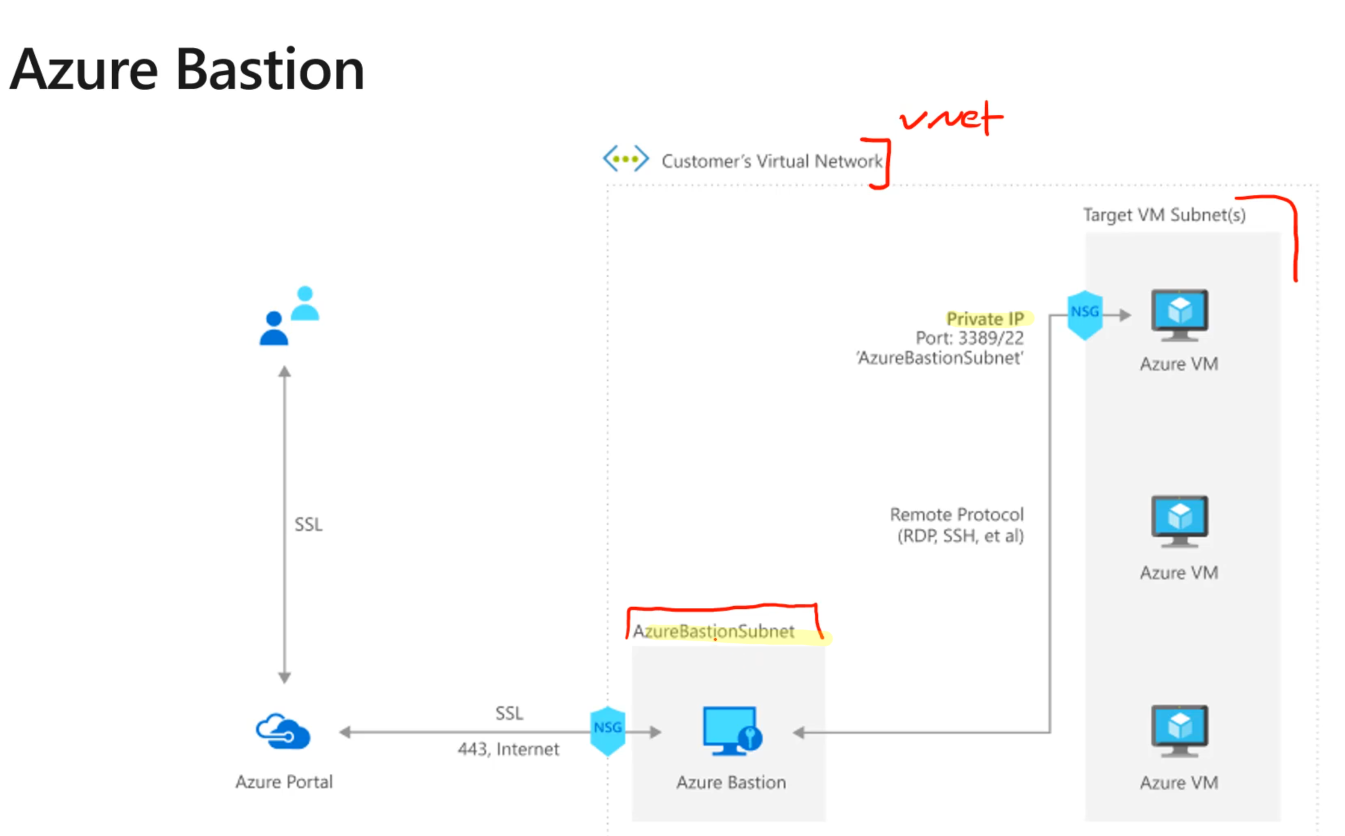 Azure Bastion
vnet
Customer's Virtual Network
Target VM Subnet(s)
Private IP
Port: 3389/22
'AzureBastionSubnet'
NSG
Azure VM
SSL
Remote Protocol
(RDP, SSH, et al)
Azure VM
AzureBastionSubnet
SSL
443, Internet
NSG
Azure Portal
Azure Bastion
Azure VM